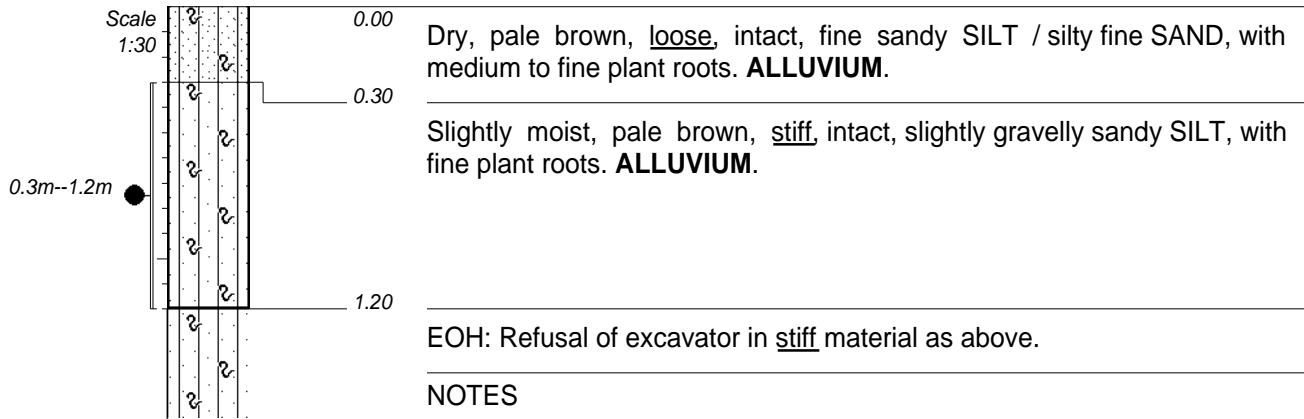 Scale
1:30
0.00
Dry, pale brown, loose, intact, fine sandy SILT / silty fine SAND, with
medium to fine plant roots. ALLUVIUM.
0.30
Slightly moist, pale brown, stiff, intact, slightly gravelly sandy SILT, with
fine plant roots. ALLUVIUM.
0.3m--1.2m
1.20
EOH: Refusal of excavator in stiff material as above.
NOTES